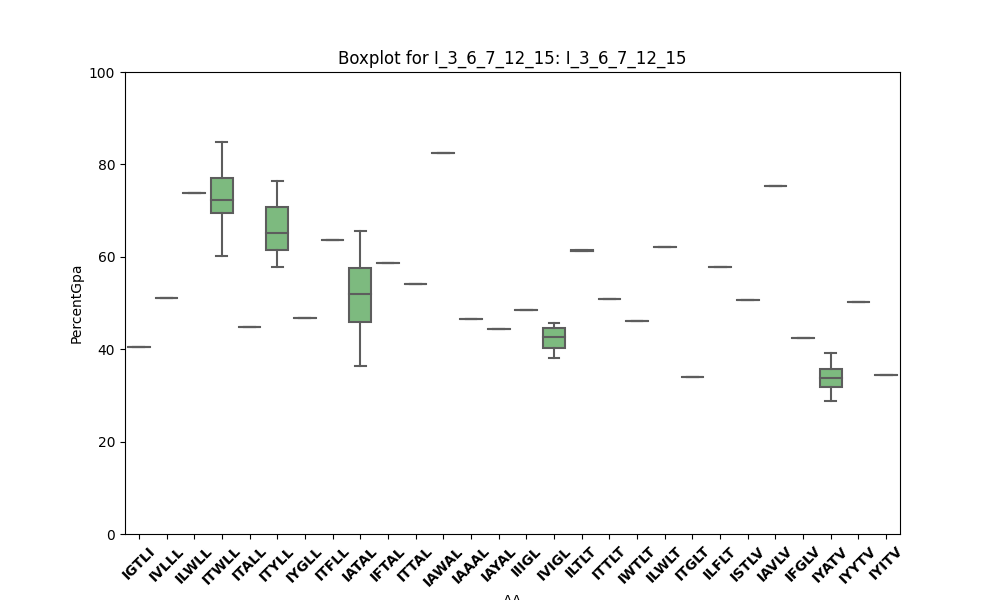 Boxplot for I_3_6_7_12_15: I_3_6_7_12_15
PercentGpa
100
80
60
40
20
0
IGTLI
IVLLL
ILWLL
ITWLL
ITALL
ITYLL
IYGLL
ITFLL
IATAL
IFTAL
ITTAL
IAWAL
IAAAL
IAYAL
IIIGL
IVIGL
ILTLT
ITTLT
IWTLT
ILWLT
ITGLT
ILFLT
ISTLV
IAVLV
IFGLV
IYATV
IYYTV
IYITV
AA